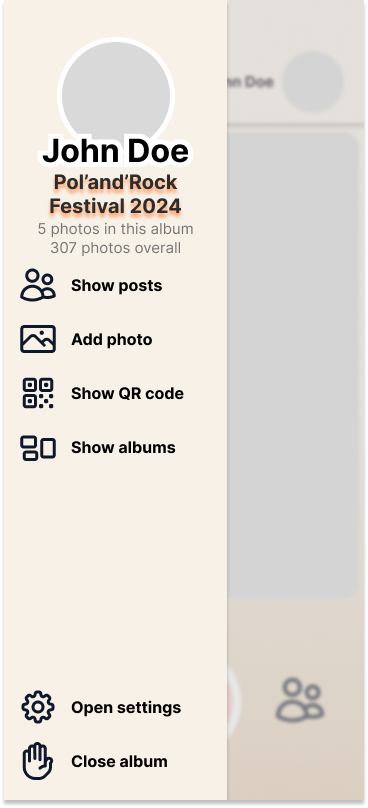 John Doe
Pol’and’Rock
Festival 2024
5 photos in this album
307 photos overall
Show posts
Add photo
Show QR code
Show albums
Open settings
Close album